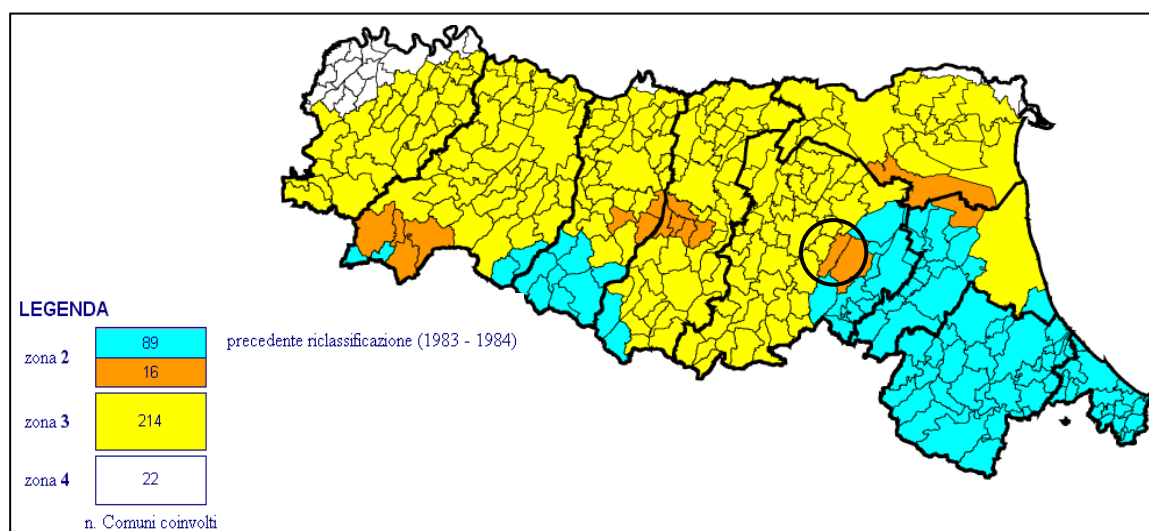 LEGENDA
zona 2
89
precedente riclassificazione (1983 - 1984)
16
zona 3
214
zona 4
22
n. Comuni coinvolti